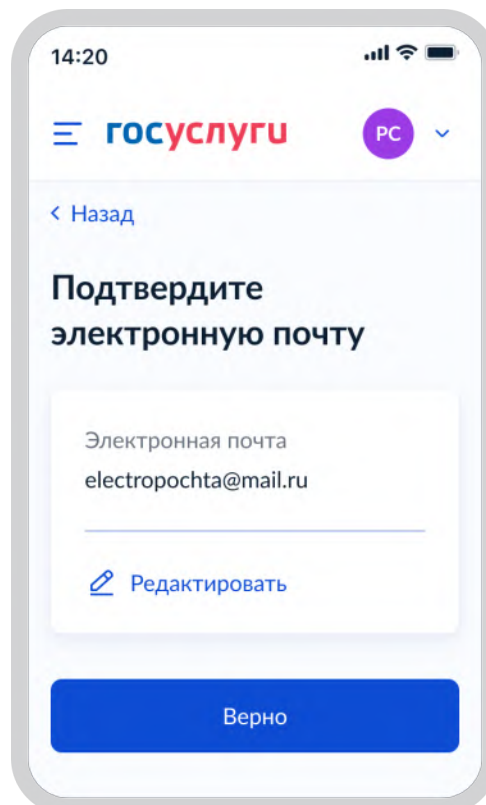 14:20
госуслуги
РС
Назад
Подтвердите
электронную почту
Электронная почта
electropochta@mail.ru
Редактировать
Верно